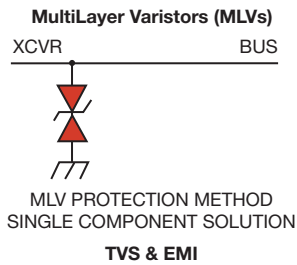 MultiLayer Varistors (MLVs)
XCVR BUS
MLV PROTECTION METHOD
SINGLE COMPONENT SOLUTION
TVS & EMI